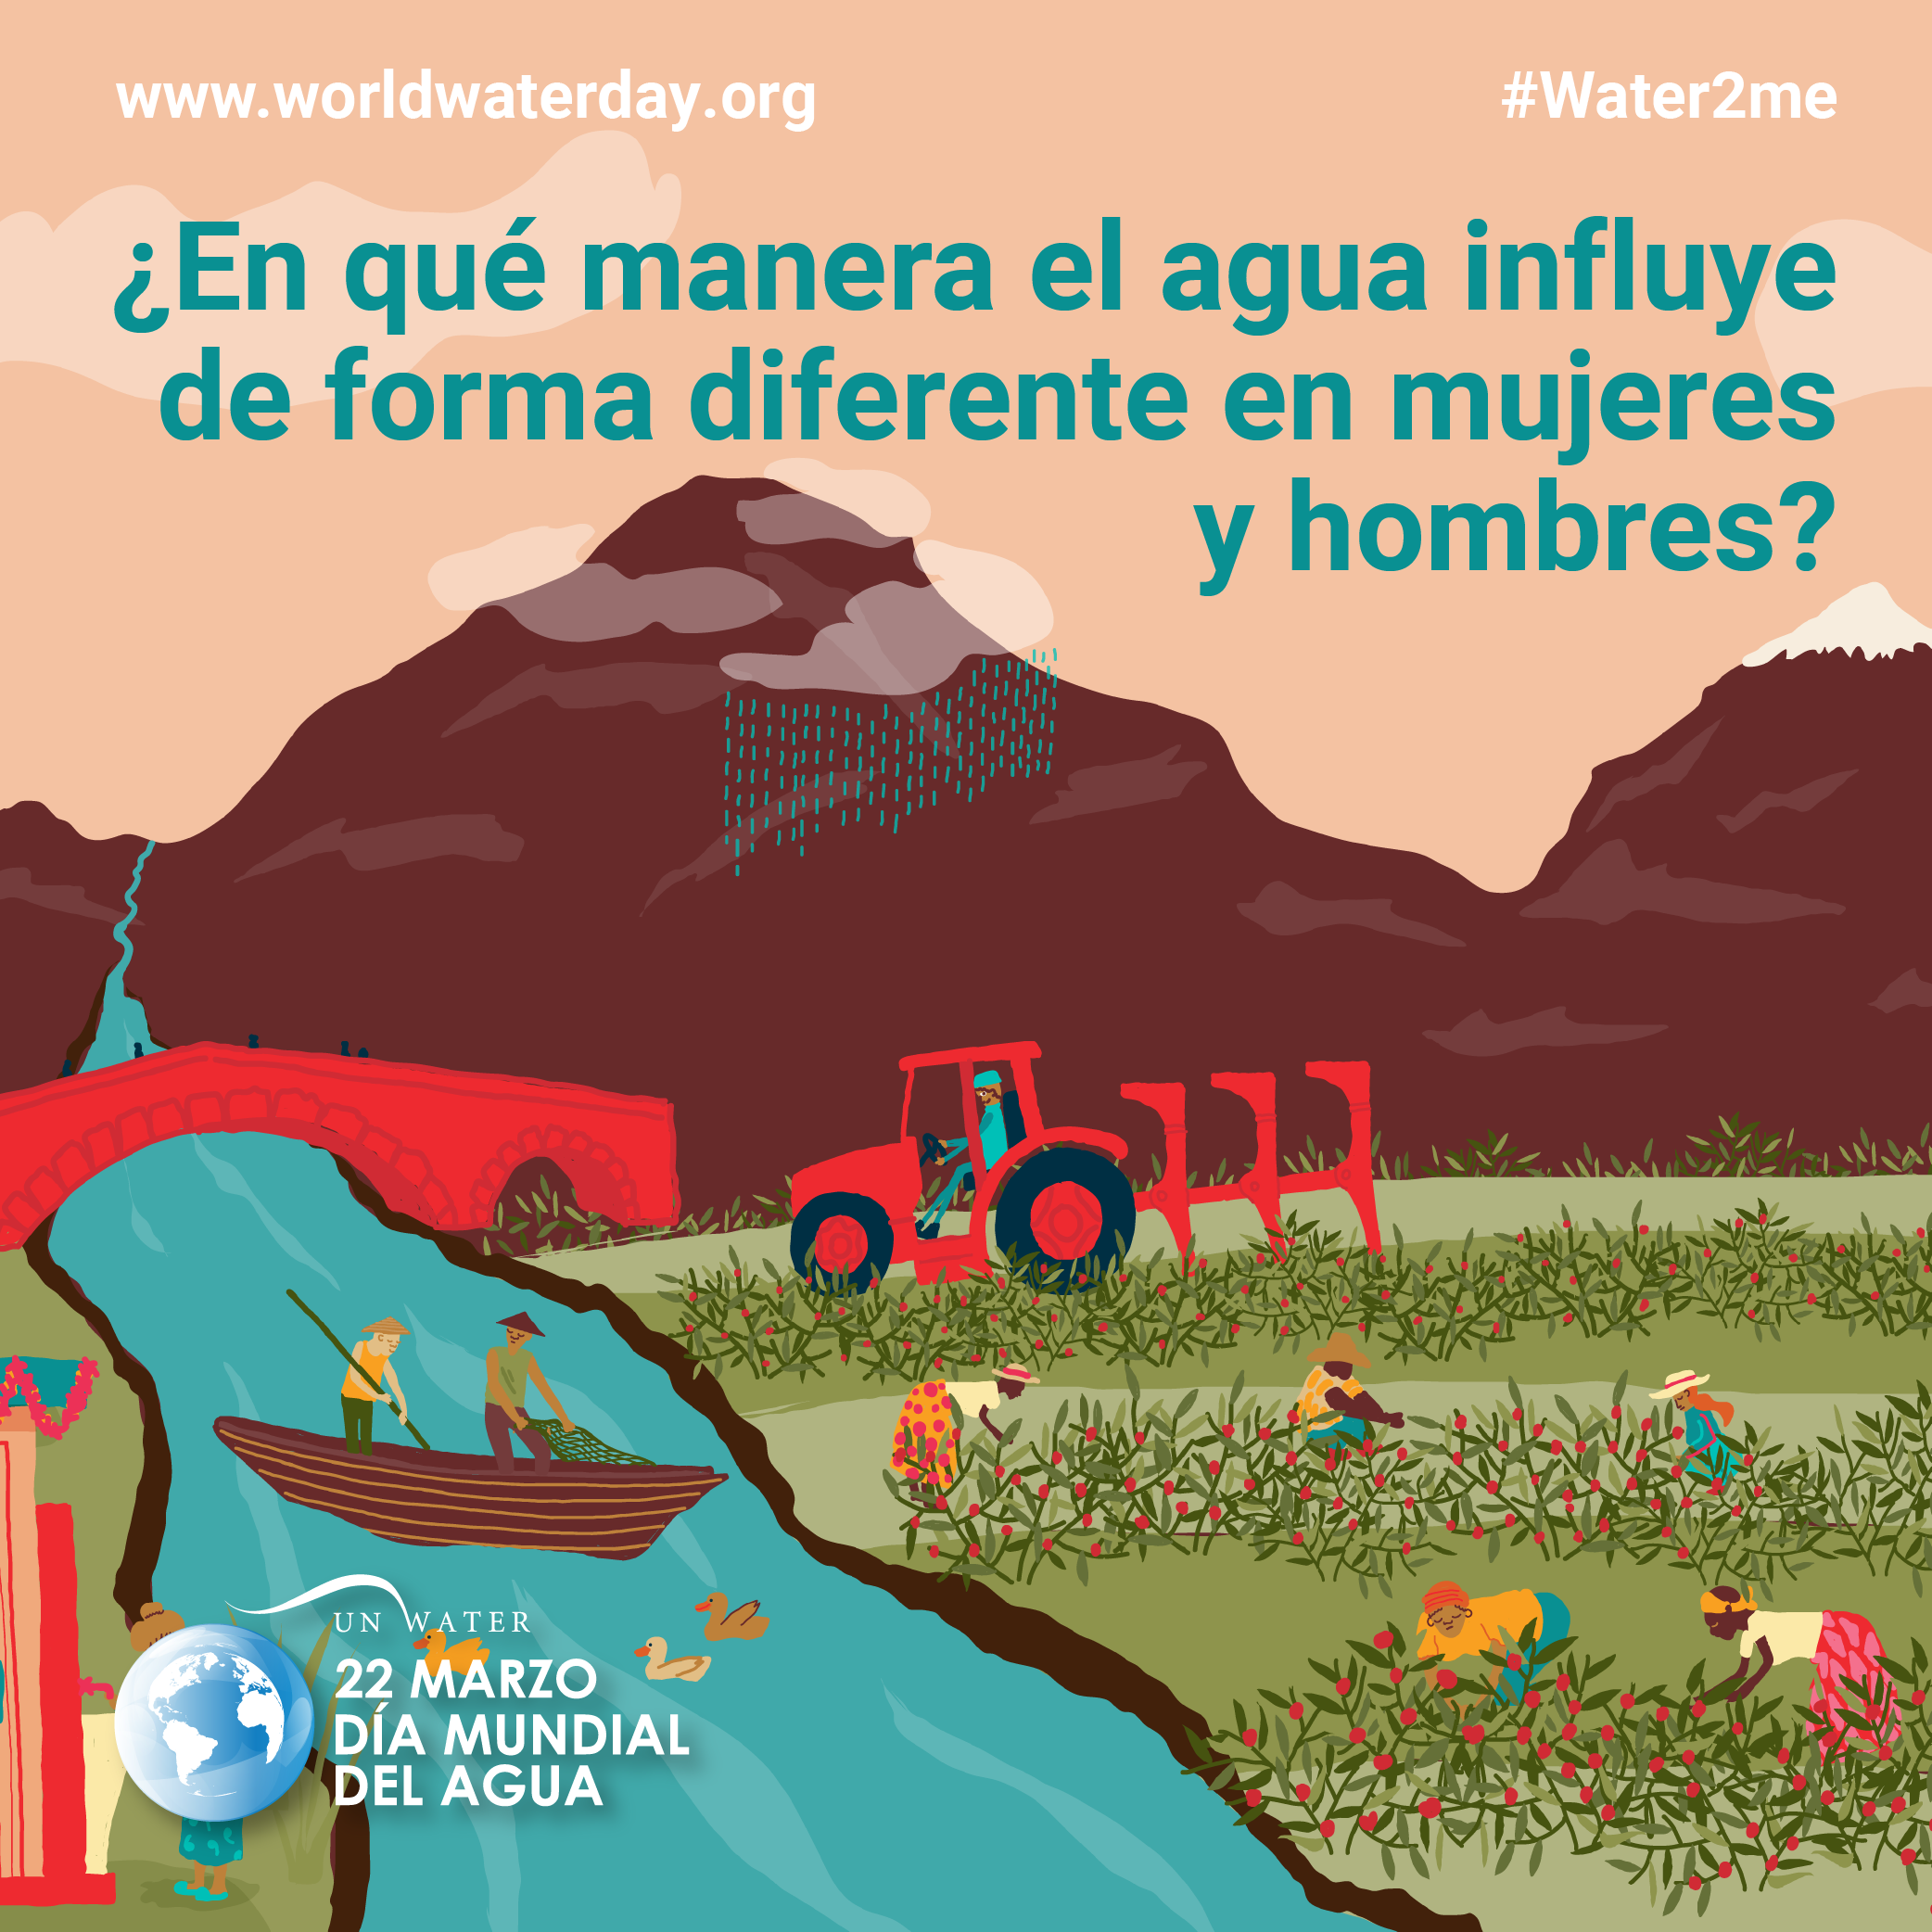 www.worldwaterday.org
#Water2me
¿En qué manera el agua influye
de forma diferente en mujeres
y hombres?
UN WATER
22 MARZO
DÍA MUNDIAL
DEL AGUA